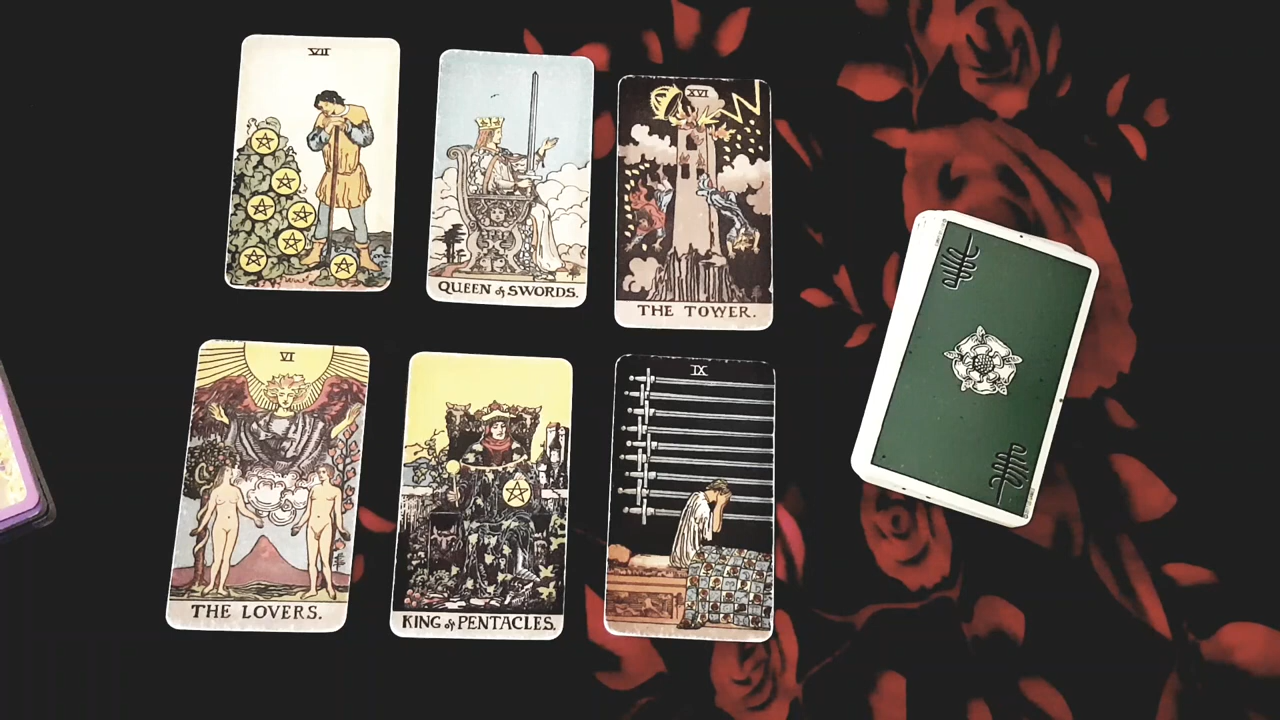 VII
QUEEN of SWORDS.
XVI
THE TOWER.
VI
THE LOVERS.
KING of PENTACLES.
IX